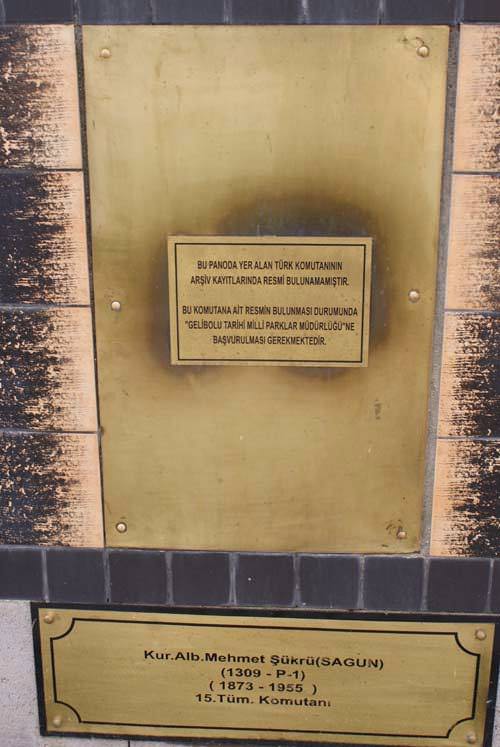 BU PANODA YER ALAN TÜRK KOMUTANININ
ARŞİV KAYITLARINDA RESMİ BULUNAMAMIŞTIR.
BU KOMUTANA AİT RESMİN BULUNMASI DURUMUNDA
"GELİBOLU TARİHİ MİLLİ PARKLAR MÜDÜRLÜĞÜ"NE
BAŞVURULMASI GEREKMEKTEDİR.
Kur.Alb.Mehmet Şükrü(SAGUN)
(1309 - P-1)
( 1873 - 1955 )
15.Tüm. Komutanı